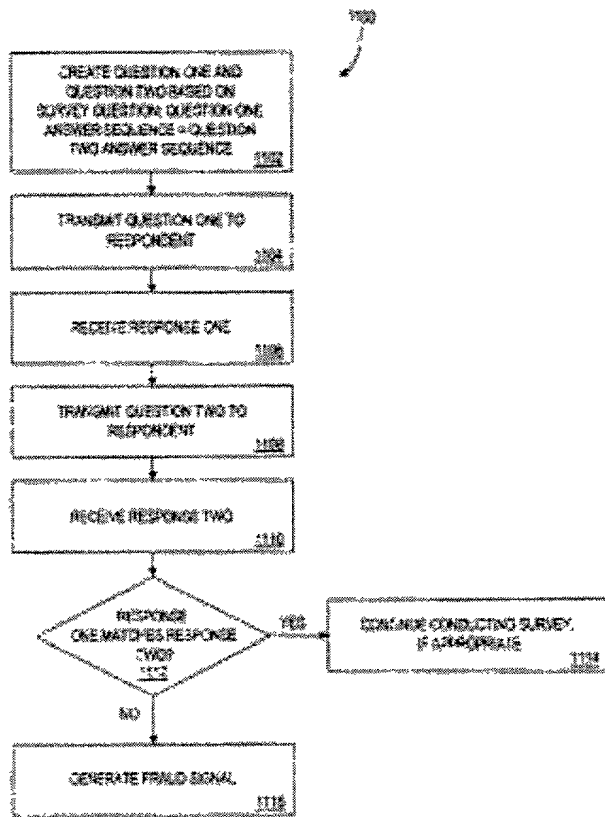 1100
CREATE QUESTION ONE AND
QUESTION TWO BASED ON
SURVEY QUESTION; QUESTION ONE
ANSWER SEQUENCE = QUESTION
TWO ANSWER SEQUENCE
1102
TRANSMIT QUESTION ONE TO
RESPONDENT
1104
RECEIVE RESPONSE ONE
1106
TRANSMIT QUESTION TWO TO
RESPONDENT
1108
RECEIVE RESPONSE TWO
1110
RESPONSE
ONE MATCHES RESPONSE
TWO?
1112
YES
CONTINUE CONDUCTING SURVEY,
IF APPROPRIATE
1114
NO
GENERATE FRAUD SIGNAL
1116